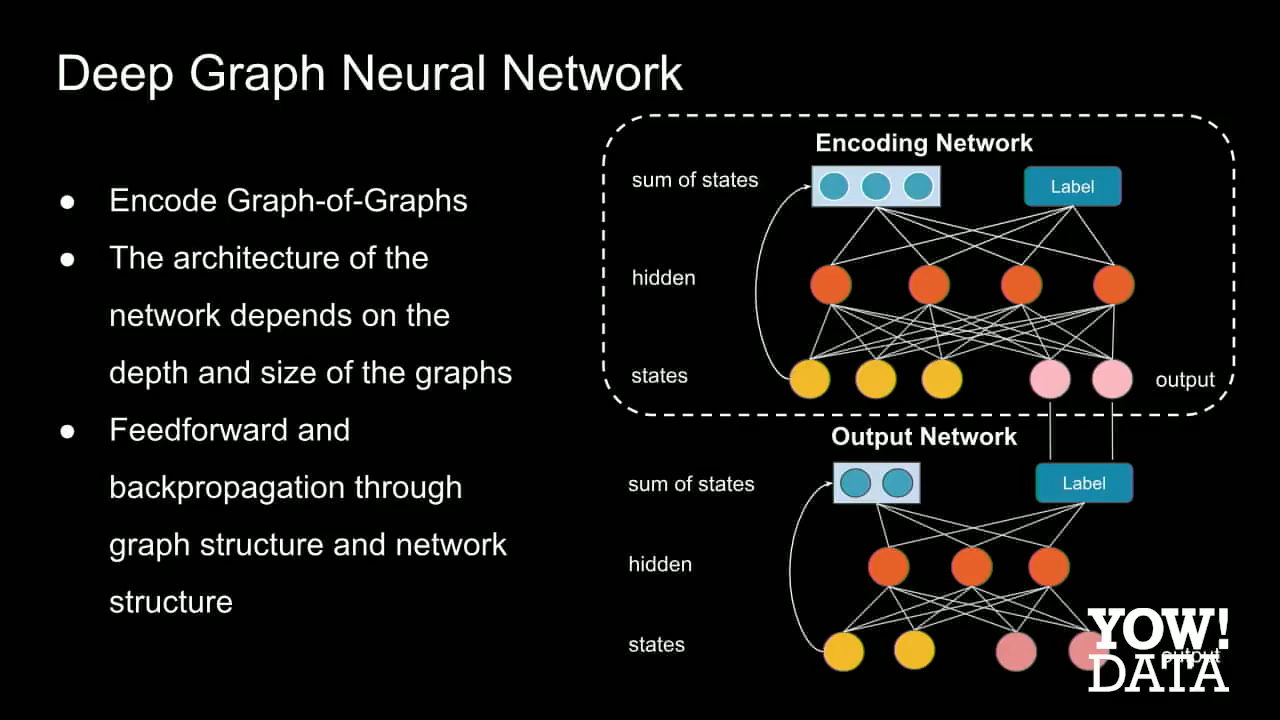 Deep Graph Neural Network
● Encode Graph-of-Graphs
● The architecture of the
network depends on the
depth and size of the graphs
● Feedforward and
backpropagation through
graph structure and network
structure
Encoding Network
sum of states
Label
hidden
states
output
Output Network
sum of states
Label
hidden
states
output
YOW!
DATA